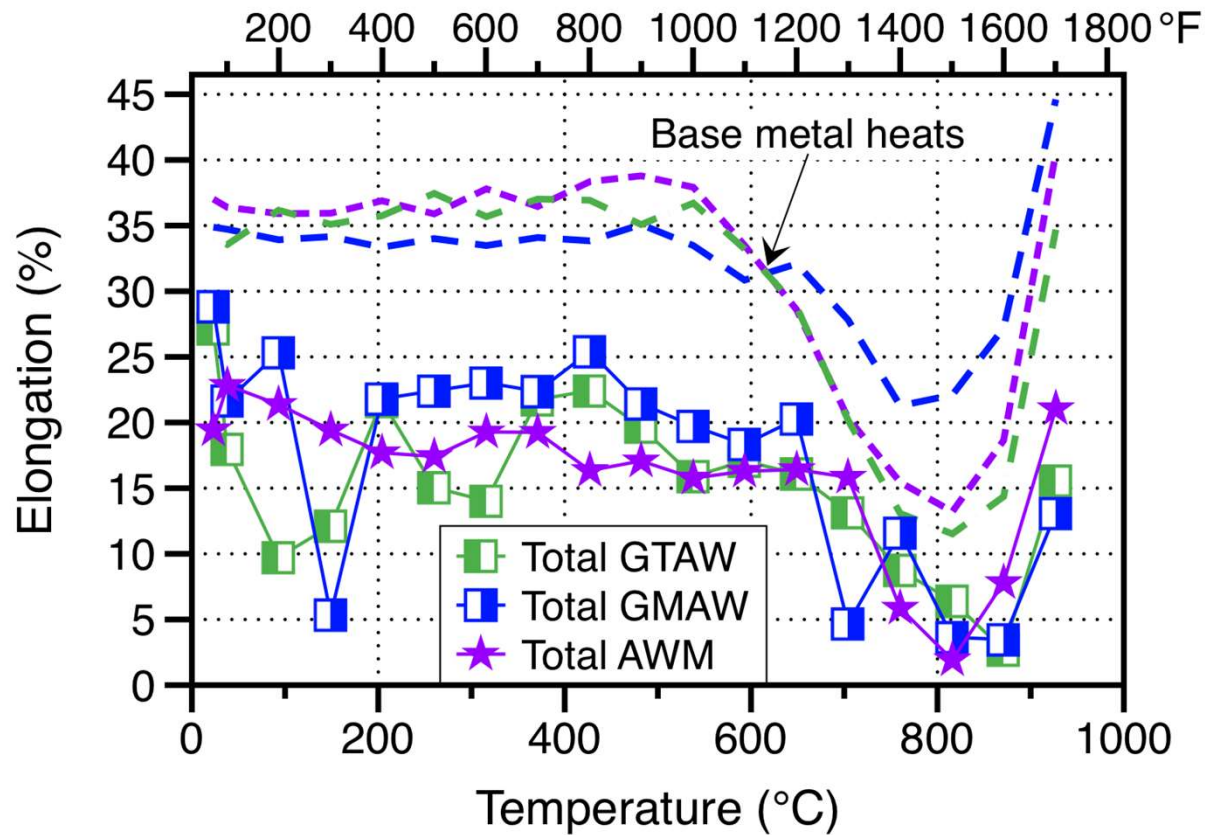 200 400 600 800 1000 1200 1400 1600 1800 °F
45
40
35
30
25
20
15
10
5
0
Elongation (%)
Base metal heats
Total GTAW
Total GMAW
Total AWM
0 200 400 600 800 1000
Temperature (°C)